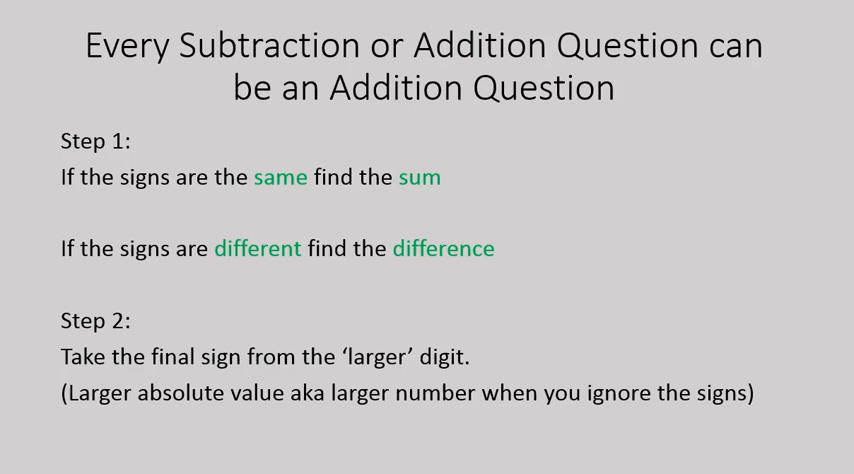 Every Subtraction or Addition Question can
be an Addition Question
Step 1:
If the signs are the same find the sum
If the signs are different find the difference
Step 2:
Take the final sign from the ‘larger’ digit.
(Larger absolute value aka larger number when you ignore the signs)